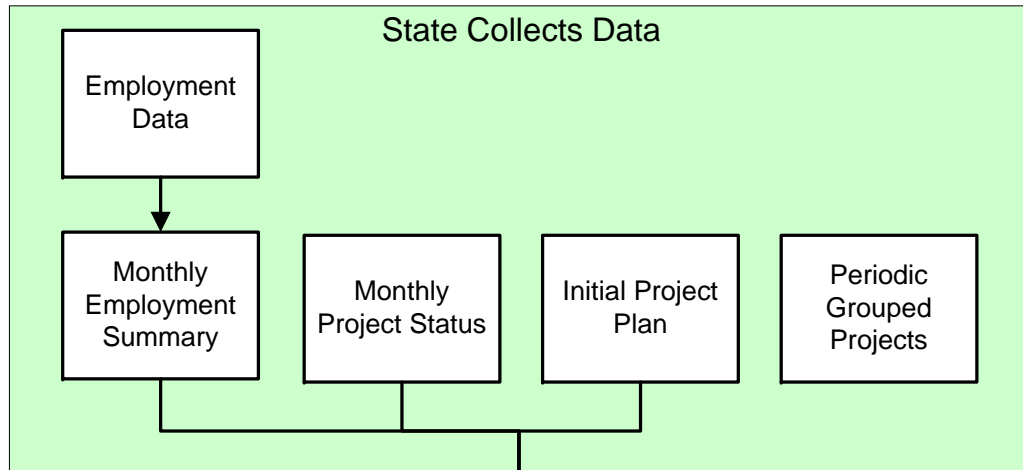 State Collects Data
Employment
Data
Monthly
Employment
Summary
Monthly
Project Status
Initial Project
Plan
Periodic
Grouped
Projects